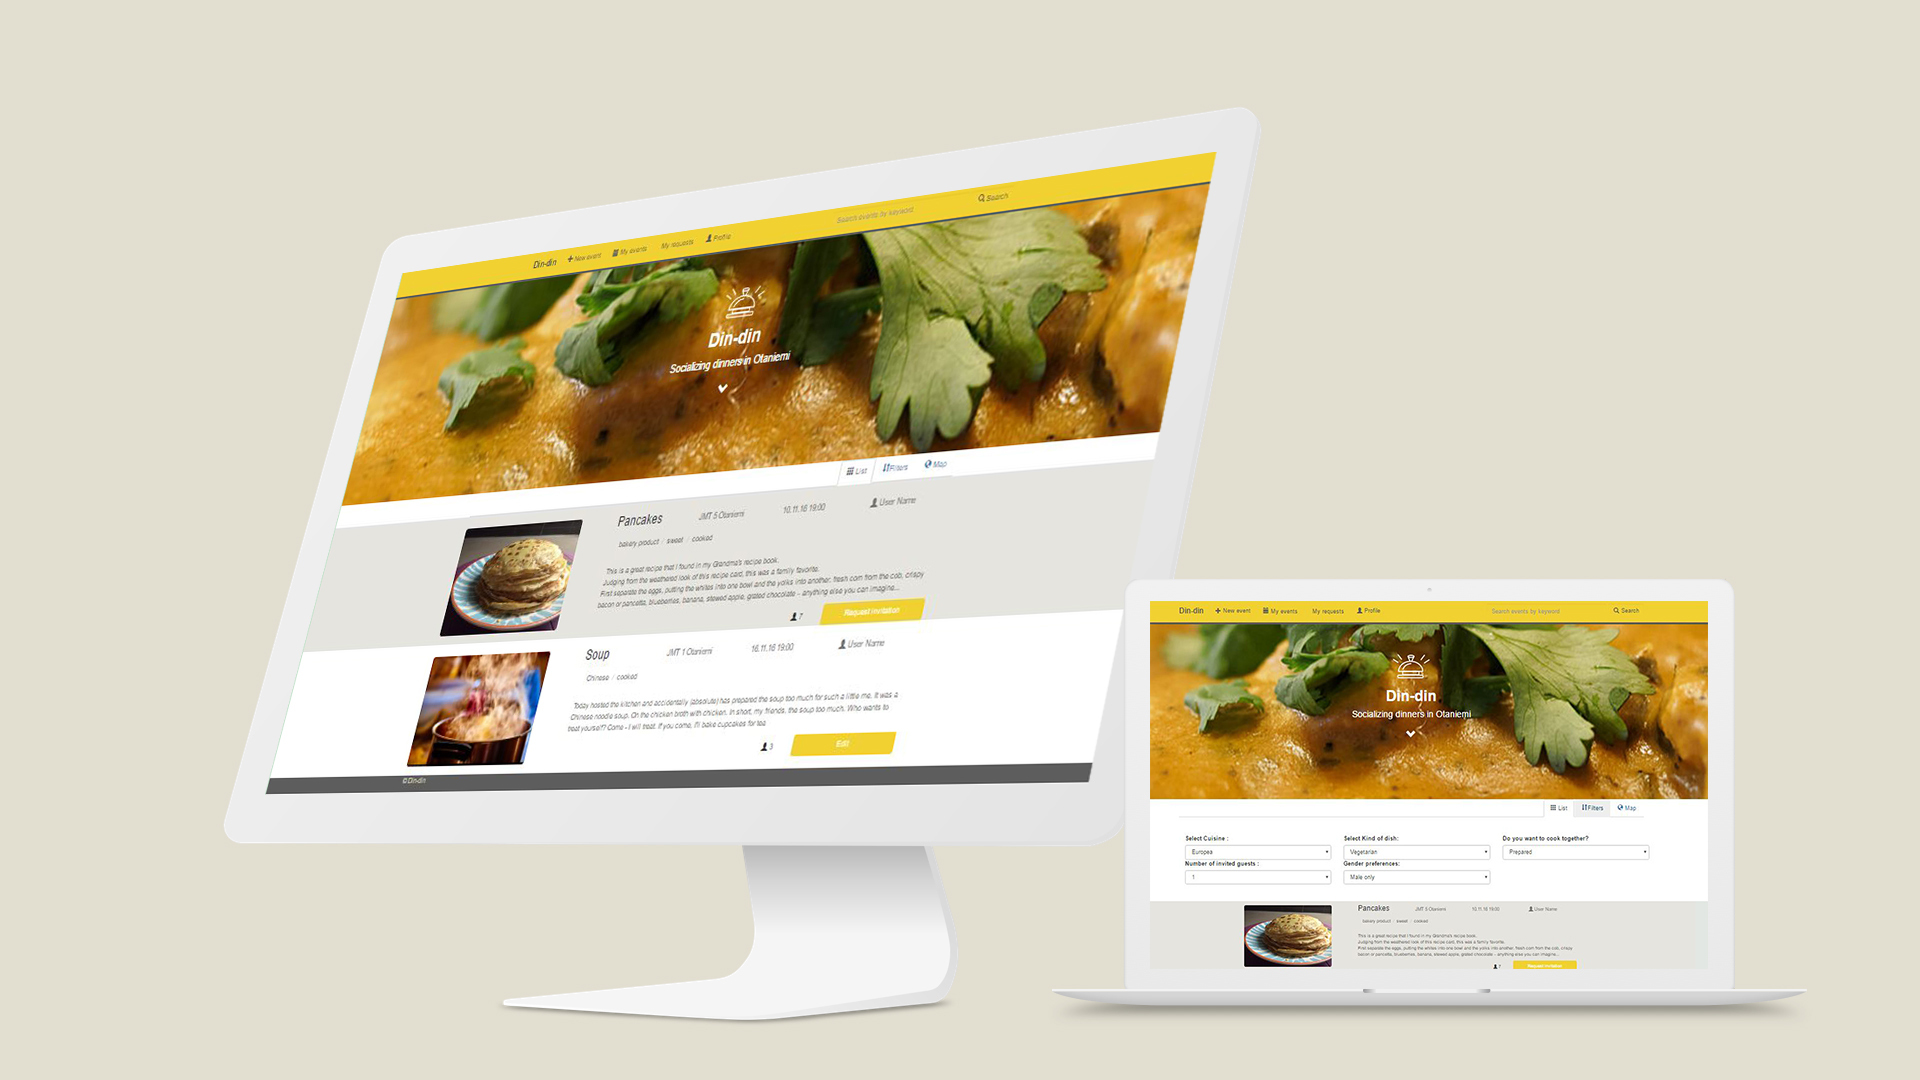 Din-din New event My events My requests Profile Search events by keyword Search
Din-din
Socializing dinners in Otaniemi
List Filters Map
Pancakes JMT 5 Otaniemi 10.11.16 19:00 User Name
bakery product / sweet / cooked
This is a great recipe that I found in my Grandma's recipe book.
Judging from the weathered look of this recipe card, this was a family favorite.
First separate the eggs, putting the whites into one bowl and the yolks into another, fresh corn from the cob, crispy
bacon or pancetta, blueberries, banana, stewed apple, grated chocolate - anything else you can imagine...
7 Request invitation
Soup JMT 1 Otaniemi 16.11.16 19:00 User Name
Chinese / cooked
Today hosted the kitchen and accidentally (absolute) has prepared the soup too much for such a little me. It was a
Chinese noodle soup. On the chicken broth with chicken. In short, my friends, the soup too much. Who wants to
treat yourself? Come - I will treat. If you come, I'll bake cupcakes for tea
3 Edit
©Din-din
Din-din New event My events My requests Profile Search events by keyword Search
Din-din
Socializing dinners in Otaniemi
List Filters Map
Select Cuisine : Select Kind of dish: Do you want to cook together?
Europea Vegetarian Prepared
Number of invited guests : Gender preferences:
1 Male only
Pancakes JMT 5 Otaniemi 10.11.16 19:00 User Name
bakery product / sweet / cooked
This is a great recipe that I found in my Grandma's recipe book.
Judging from the weathered look of this recipe card, this was a family favorite.
First separate the eggs, putting the whites into one bowl and the yolks into another, fresh corn from the cob, crispy
bacon or pancetta, blueberries, banana, stewed apple, grated chocolate - anything else you can imagine...
7 Request invitation